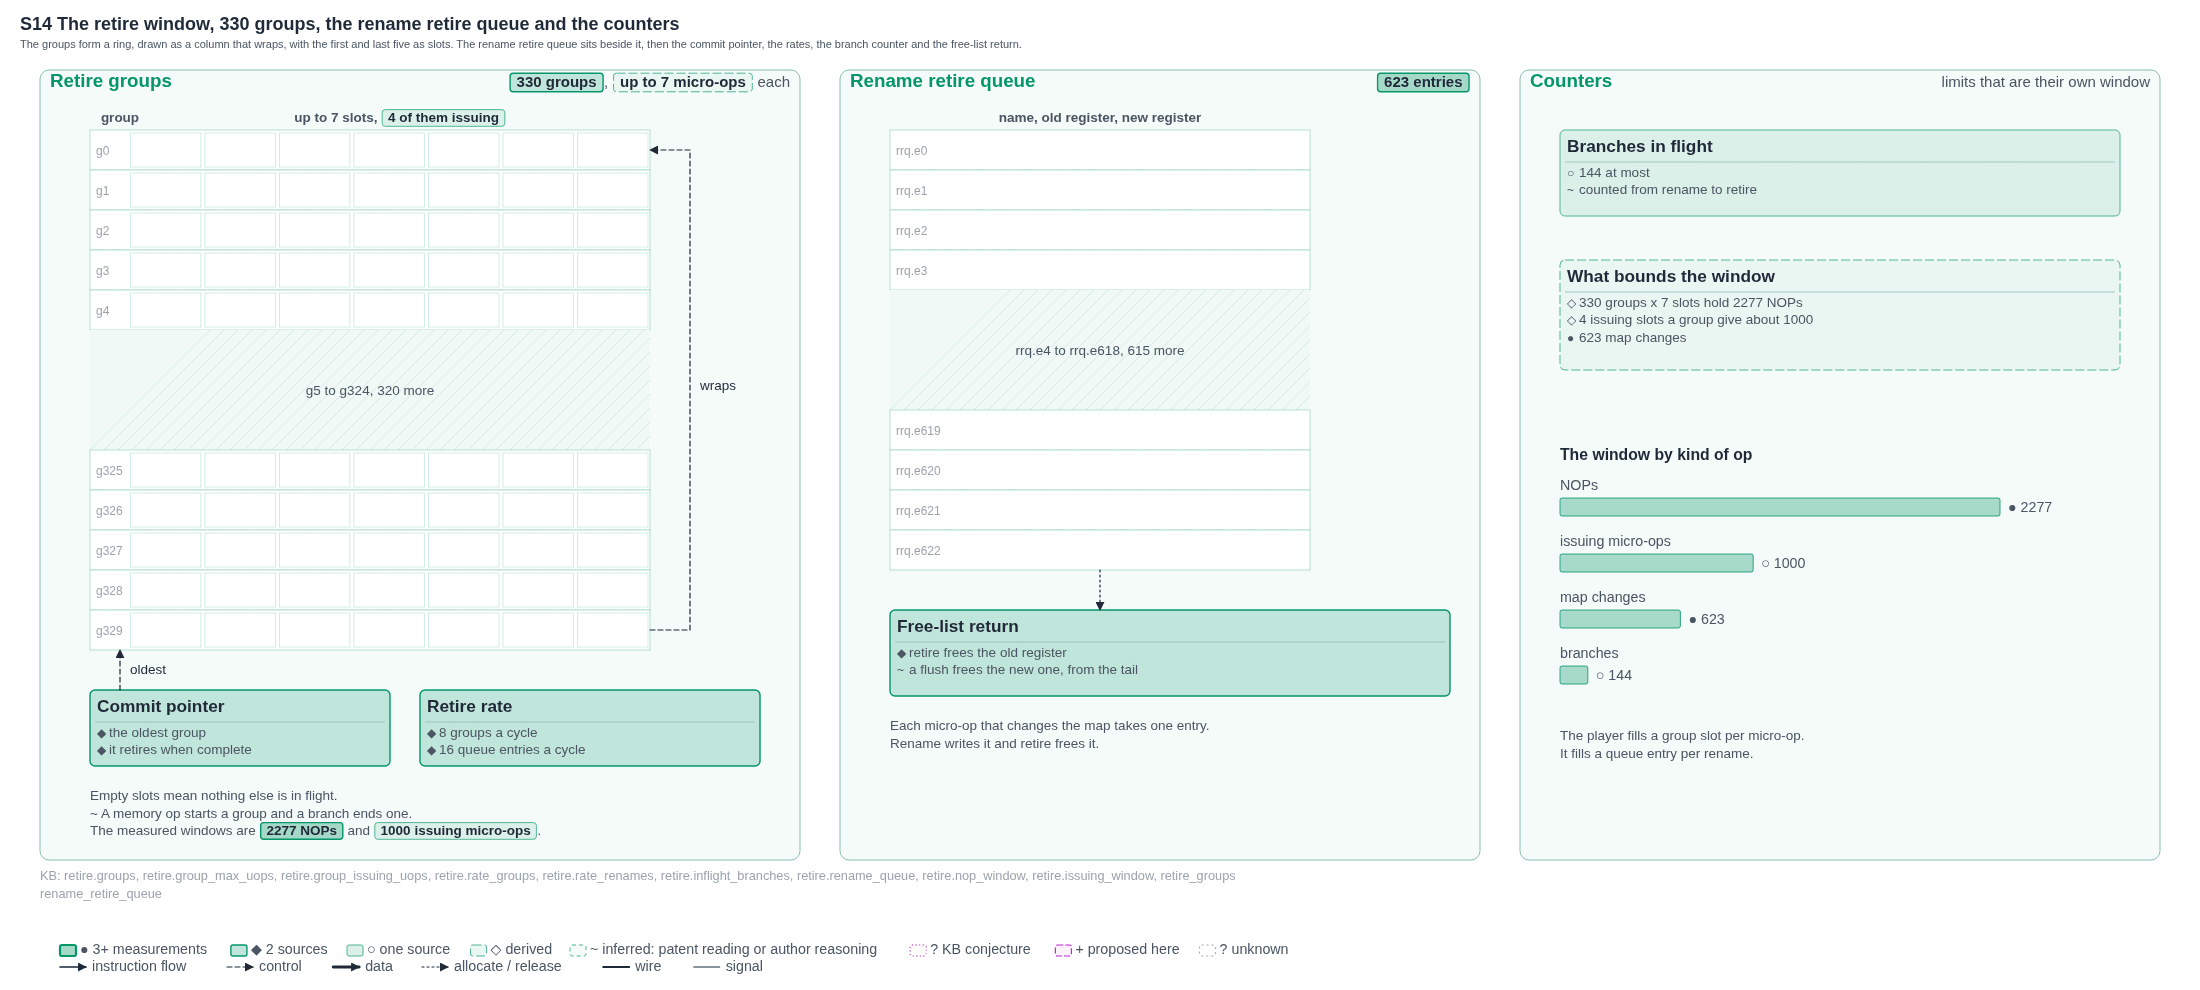 S14 The retire window, 330 groups, the rename retire queue and the counters
The groups form a ring, drawn as a column that wraps, with the first and last five as slots. The rename retire queue sits beside it, then the commit pointer, the rates, the branch counter and the free-list return.
Retire groups
330 groups, up to 7 micro-ops each
group
up to 7 slots, 4 of them issuing
g0
g1
g2
g3
g4
g5 to g324, 320 more
g325
g326
g327
g328
g329
wraps
oldest
Commit pointer
◆ the oldest group
◆ it retires when complete
Retire rate
◆ 8 groups a cycle
◆ 16 queue entries a cycle
Empty slots mean nothing else is in flight.
~ A memory op starts a group and a branch ends one.
The measured windows are 2277 NOPs and 1000 issuing micro-ops.
Rename retire queue
623 entries
name, old register, new register
rrq.e0
rrq.e1
rrq.e2
rrq.e3
rrq.e4 to rrq.e618, 615 more
rrq.e619
rrq.e620
rrq.e621
rrq.e622
Free-list return
◆ retire frees the old register
~ a flush frees the new one, from the tail
Each micro-op that changes the map takes one entry.
Rename writes it and retire frees it.
Counters
limits that are their own window
Branches in flight
○ 144 at most
~ counted from rename to retire
What bounds the window
◇ 330 groups x 7 slots hold 2277 NOPs
◇ 4 issuing slots a group give about 1000
● 623 map changes
The window by kind of op
NOPs
● 2277
issuing micro-ops
○ 1000
map changes
● 623
branches
○ 144
The player fills a group slot per micro-op.
It fills a queue entry per rename.
KB: retire.groups, retire.group_max_uops, retire.group_issuing_uops, retire.rate_groups, retire.rate_renames, retire.inflight_branches, retire.rename_queue, retire.nop_window, retire.issuing_window, retire_groups
rename_retire_queue
● 3+ measurements ◆ 2 sources ○ one source ◇ derived ~ inferred: patent reading or author reasoning ? KB conjecture + proposed here ? unknown
instruction flow control data allocate / release wire signal